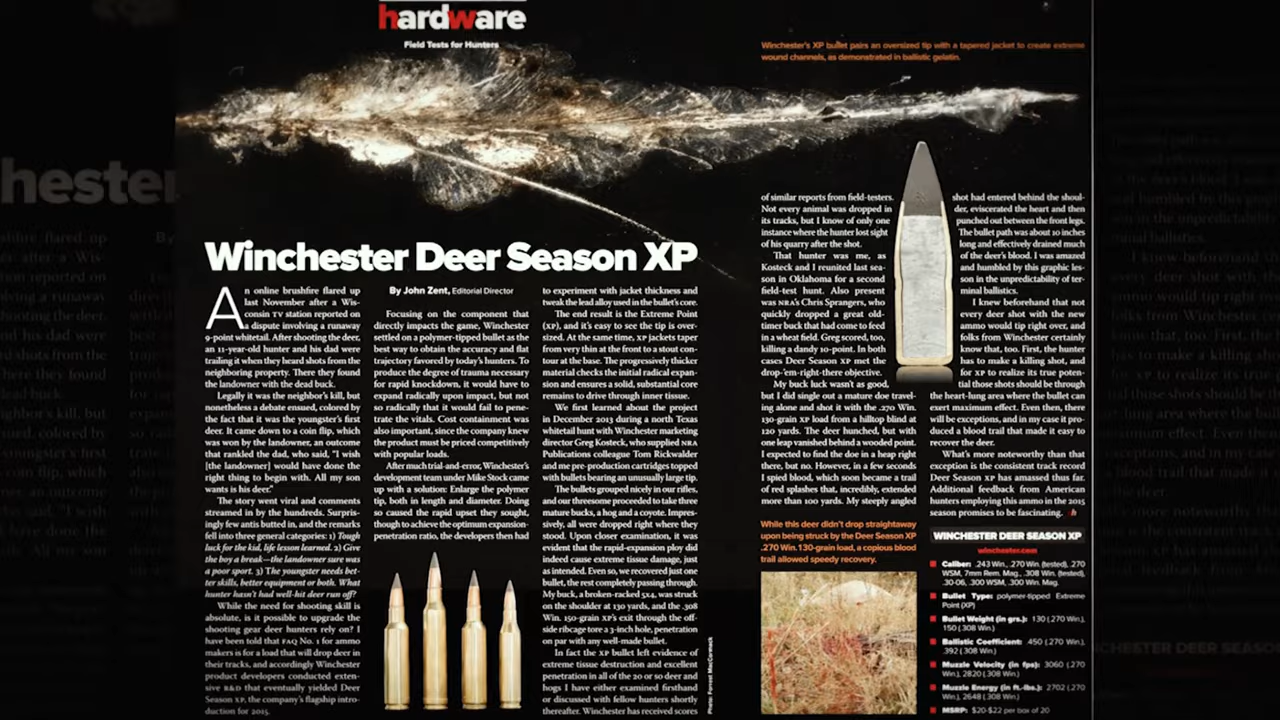 hardware
Field Tests for Hunters
Winchester's XP bullet pairs an oversized tip with a tapered jacket to create extreme
wound channels, as demonstrated in ballistic gelatin.
Winchester Deer Season XP
By John Zent, Editorial Director
An online brushfire flared up
last November after a Wis-
consin TV station reported on
a dispute involving a runaway
9-point whitetail. After shooting the deer,
an 11-year-old hunter and his dad were
trailing it when they heard shots from the
neighboring property. There they found
the landowner with the dead buck.
Legally it was the neighbor's kill, but
nonetheless a debate ensued, colored by
the fact that it was the youngster's first
deer. It came down to a coin flip, which
was won by the landowner, an outcome
that rankled the dad, who said, "I wish
[the landowner] would have done the
right thing to begin with. All my son
wants is his deer."
The story went viral and comments
streamed in by the hundreds. Surpris-
ingly few antis butted in, and the remarks
fell into three general categories: 1) Tough
luck for the kid, life lesson learned. 2) Give
the boy a break—the landowner sure was
a poor sport. 3) The youngster needs bet-
ter skills, better equipment or both. What
hunter hasn't had well-hit deer run off?
While the need for shooting skill is
absolute, is it possible to upgrade the
shooting gear deer hunters rely on? I
have been told that FAQ No. 1 for ammo
makers is for a load that will drop deer in
their tracks, and accordingly Winchester
product developers conducted exten-
sive R&D that eventually yielded Deer
Season XP, the company's flagship intro-
duction for 2015.
Focusing on the component that
directly impacts the game, Winchester
settled on a polymer-tipped bullet as the
best way to obtain the accuracy and flat
trajectory favored by today's hunters. To
produce the degree of trauma necessary
for rapid knockdown, it would have to
expand radically upon impact, but not
so radically that it would fail to pene-
trate the vitals. Cost containment was
also important, since the company knew
the product must be priced competitively
with popular loads.
After much trial-and-error, Winchester's
development team under Mike Stock came
up with a solution: Enlarge the polymer
tip, both in length and diameter. Doing
so caused the rapid upset they sought,
though to achieve the optimum expansion-
penetration ratio, the developers then had
to experiment with jacket thickness and
tweak the lead alloy used in the bullet's core.
The end result is the Extreme Point
(XP), and it's easy to see the tip is over-
sized. At the same time, XP jackets taper
from very thin at the front to a stout con-
tour at the base. The progressively thicker
material checks the initial radical expan-
sion and ensures a solid, substantial core
remains to drive through inner tissue.
We first learned about the project
in December 2013 during a north Texas
whitetail hunt with Winchester marketing
director Greg Kosteck, who supplied NRA
Publications colleague Tom Rickwalder
and me pre-production cartridges topped
with bullets bearing an unusually large tip.
The bullets grouped nicely in our rifles,
and our threesome proceeded to take three
mature bucks, a hog and a coyote. Impres-
sively, all were dropped right where they
stood. Upon closer examination, it was
evident that the rapid-expansion ploy did
indeed cause extreme tissue damage, just
as intended. Even so, we recovered just one
bullet, the rest completely passing through.
My buck, a broken-racked 5x4, was struck
on the shoulder at 130 yards, and the .308
Win. 150-grain XP's exit through the off-
side ribcage tore a 3-inch hole, penetration
on par with any well-made bullet.
In fact the XP bullet left evidence of
extreme tissue destruction and excellent
penetration in all of the 20 or so deer and
hogs I have either examined firsthand
or discussed with fellow hunters shortly
thereafter. Winchester has received scores
Photo: Forrest MacCormack
of similar reports from field-testers.
Not every animal was dropped in
its tracks, but I know of only one
instance where the hunter lost sight
of his quarry after the shot.
That hunter was me, as
Kosteck and I reunited last sea-
son in Oklahoma for a second
field-test hunt. Also present
was NRA's Chris Sprangers, who
quickly dropped a great old-
timer buck that had come to feed
in a wheat field. Greg scored, too,
killing a dandy 10-point. In both
cases Deer Season XP met the
drop-'em-right-there objective.
My buck luck wasn't as good,
but I did single out a mature doe travel-
ing alone and shot it with the .270 Win.
130-grain XP load from a hilltop blind at
120 yards. The deer hunched, but with
one leap vanished behind a wooded point.
I expected to find the doe in a heap right
there, but no. However, in a few seconds
I spied blood, which soon became a trail
of red splashes that, incredibly, extended
more than 100 yards. My steeply angled
While this deer didn't drop straightaway
upon being struck by the Deer Season XP
.270 Win. 130-grain load, a copious blood
trail allowed speedy recovery.
shot had entered behind the shoul-
der, eviscerated the heart and then
punched out between the front legs.
The bullet path was about 10 inches
long and effectively drained much
of the deer's blood. I was amazed
and humbled by this graphic les-
son in the unpredictability of ter-
minal ballistics.
I knew beforehand that not
every deer shot with the new
ammo would tip right over, and
folks from Winchester certainly
know that, too. First, the hunter
has to make a killing shot, and
for XP to realize its true poten-
tial those shots should be through
the heart-lung area where the bullet can
exert maximum effect. Even then, there
will be exceptions, and in my case it pro-
duced a blood trail that made it easy to
recover the deer.
What's more noteworthy than that
exception is the consistent track record
Deer Season XP has amassed thus far.
Additional feedback from American
hunters employing this ammo in the 2015
season promises to be fascinating. ah
WINCHESTER DEER SEASON XP
winchester.com
Caliber: .243 Win., .270 Win (tested), .270
WSM, 7mm Rem. Mag., .308 Win. (tested),
.30-06, .300 WSM, .300 Win. Mag.
Bullet Type: polymer-tipped Extreme
Point (XP)
Bullet Weight (in grs.): 130 (.270 Win.),
150 (.308 Win.)
Ballistic Coefficient: .450 (.270 Win.),
.392 (.308 Win.)
Muzzle Velocity (in fps): 3060 (.270
Win.), 2820 (.308 Win.)
Muzzle Energy (in ft.-lbs.): 2702 (.270
Win.), 2648 (.308 Win.)
MSRP: $20-$22 per box of 20